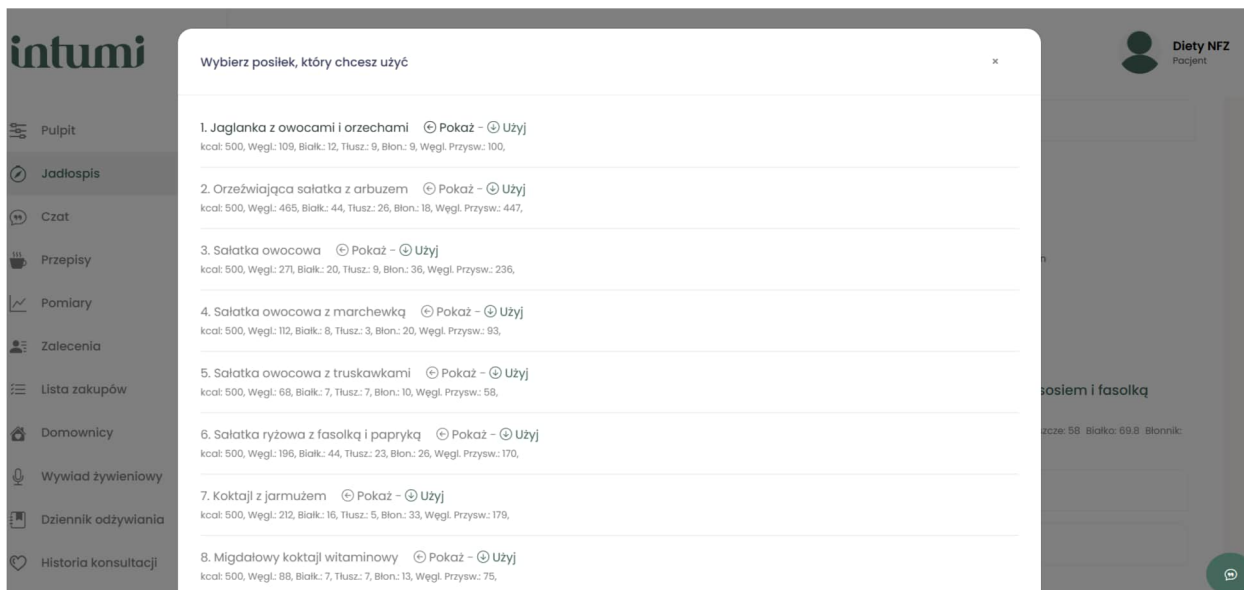 intumi
Diety NFZ
Pacjent
Pulpit
Jadłospis
Czat
Przepisy
Pomiary
Zalecenia
Lista zakupów
Domownicy
Wywiad żywieniowy
Dziennik odżywiania
Historia konsultacji
Wybierz posiłek, który chcesz użyć ×
1. Jaglanka z owocami i orzechami Pokaż - Użyj
kcal: 500, Węgl.: 109, Białk.: 12, Tłusz.: 9, Błon.: 9, Węgl. Przysw.: 100,
2. Orzeźwiająca sałatka z arbuzem Pokaż - Użyj
kcal: 500, Węgl.: 465, Białk.: 44, Tłusz.: 26, Błon.: 18, Węgl. Przysw.: 447,
3. Sałatka owocowa Pokaż - Użyj
kcal: 500, Węgl.: 271, Białk.: 20, Tłusz.: 9, Błon.: 36, Węgl. Przysw.: 236,
4. Sałatka owocowa z marchewką Pokaż - Użyj
kcal: 500, Węgl.: 112, Białk.: 8, Tłusz.: 3, Błon.: 20, Węgl. Przysw.: 93,
5. Sałatka owocowa z truskawkami Pokaż - Użyj
kcal: 500, Węgl.: 68, Białk.: 7, Tłusz.: 7, Błon.: 10, Węgl. Przysw.: 58,
6. Sałatka ryżowa z fasolką i papryką Pokaż - Użyj
kcal: 500, Węgl.: 196, Białk.: 44, Tłusz.: 23, Błon.: 26, Węgl. Przysw.: 170,
7. Koktajl z jarmużem Pokaż - Użyj
kcal: 500, Węgl.: 212, Białk.: 16, Tłusz.: 5, Błon.: 33, Węgl. Przysw.: 179,
8. Migdałowy koktajl witaminowy Pokaż - Użyj
kcal: 500, Węgl.: 88, Białk.: 7, Tłusz.: 7, Błon.: 13, Węgl. Przysw.: 75,
i fasolką
58 Białko: 69.8 Błonnik: